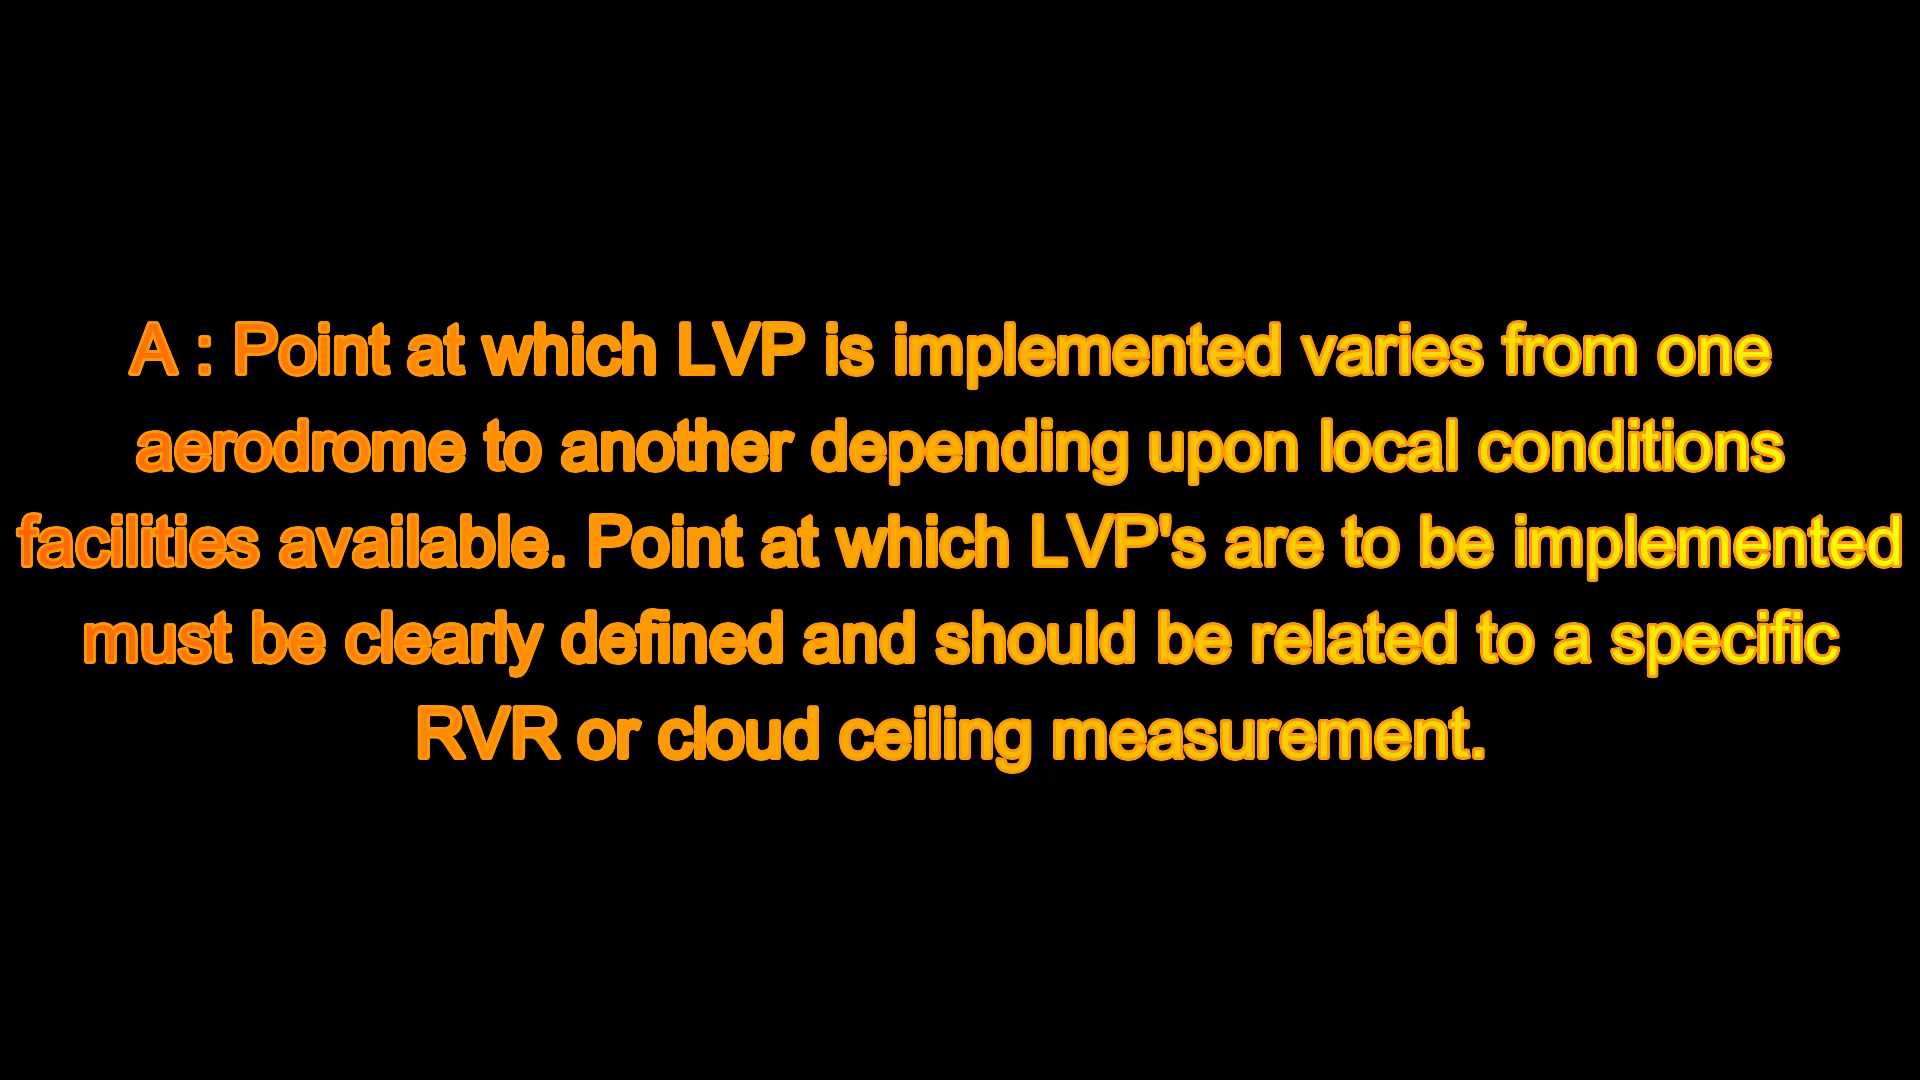 A : Point at which LVP is implemented varies from one
aerodrome to another depending upon local conditions
facilities available. Point at which LVP's are to be implemented
must be clearly defined and should be related to a specific
RVR or cloud ceiling measurement.